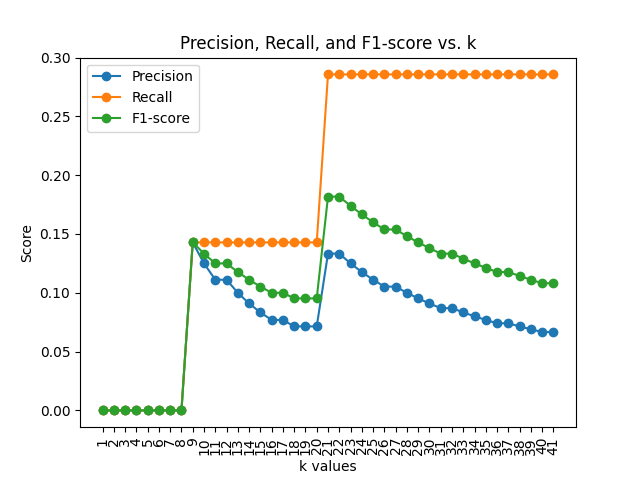 Precision, Recall, and F1-score vs. k
Precision
Recall
F1-score
Score
0.30
0.25
0.20
0.15
0.10
0.05
0.00
1 2 3 4 5 6 7 8 9 10 11 12 13 14 15 16 17 18 19 20 21 22 23 24 25 26 27 28 29 30 31 32 33 34 35 36 37 38 39 40 41
k values